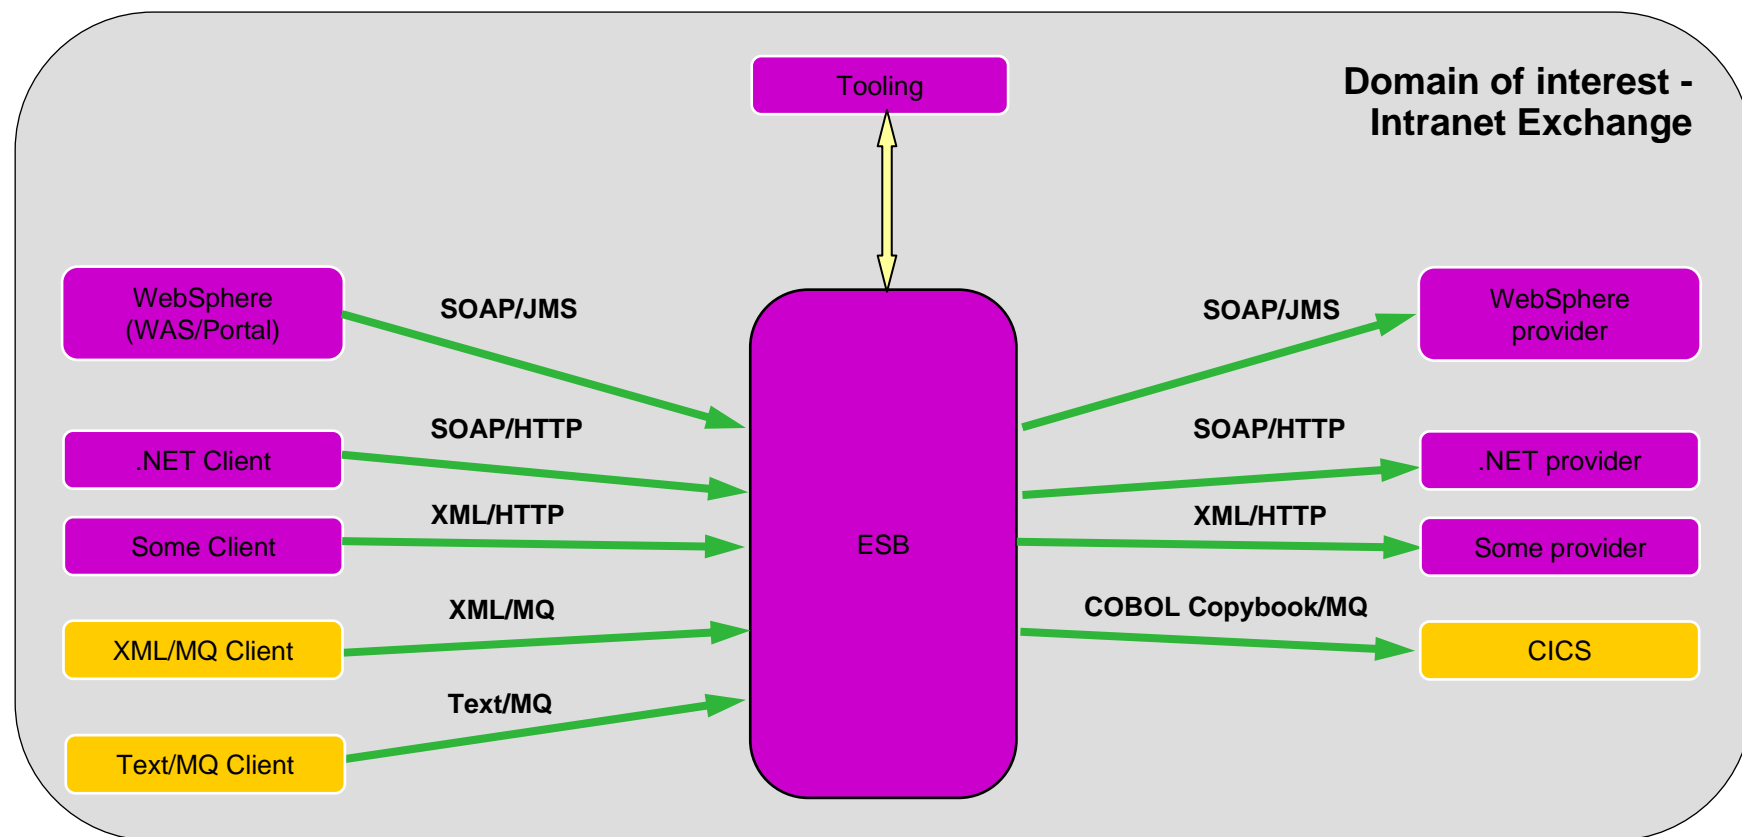 Tooling
Domain of interest -
Intranet Exchange
WebSphere
(WAS/Portal)
SOAP/JMS
SOAP/JMS
WebSphere
provider
.NET Client
SOAP/HTTP
SOAP/HTTP
.NET provider
Some Client
XML/HTTP
ESB
XML/HTTP
Some provider
XML/MQ Client
XML/MQ
COBOL Copybook/MQ
CICS
Text/MQ Client
Text/MQ